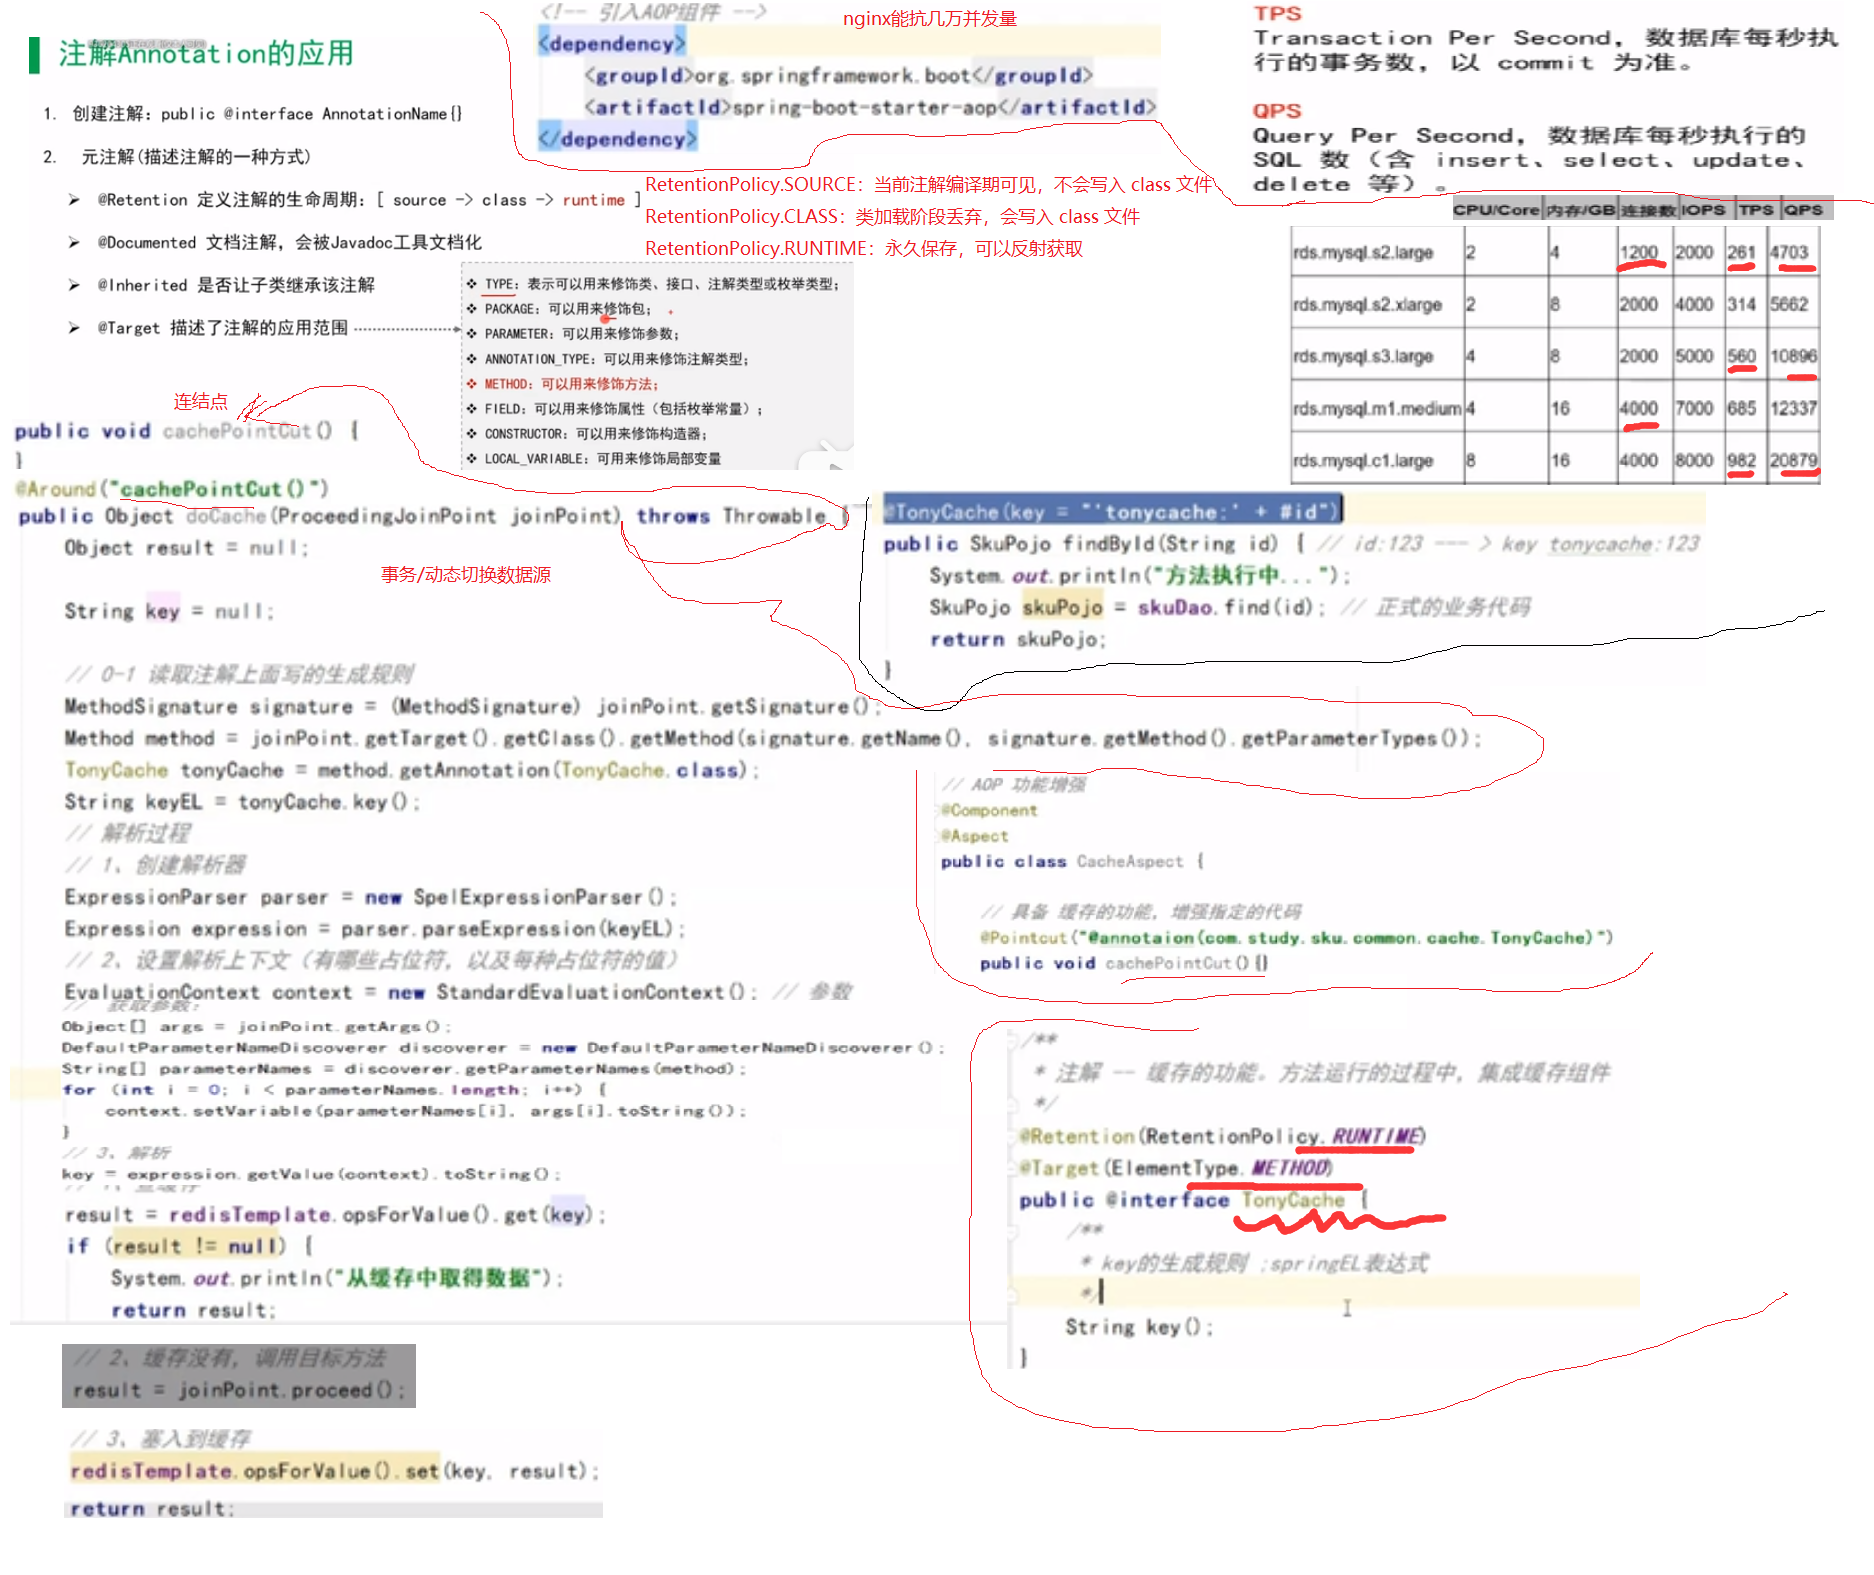 注解Annotation的应用
1. 创建注解：public @interface AnnotationName{}
2. 元注解(描述注解的一种方式)
@Retention 定义注解的生命周期：[ source -> class -> runtime ]
@Documented 文档注解，会被Javadoc工具文档化
@Inherited 是否让子类继承该注解
@Target 描述了注解的应用范围
TYPE：表示可以用来修饰类、接口、注解类型或枚举类型；
PACKAGE：可以用来修饰包；
PARAMETER：可以用来修饰参数；
ANNOTATION_TYPE：可以用来修饰注解类型；
METHOD：可以用来修饰方法；
FIELD：可以用来修饰属性（包括枚举常量）；
CONSTRUCTOR：可以用来修饰构造器；
LOCAL_VARIABLE：可用来修饰局部变量
<!-- 引入AOP组件 -->
<dependency>
<groupId>org.springframework.boot</groupId>
<artifactId>spring-boot-starter-aop</artifactId>
</dependency>
nginx能抗几万并发量
RetentionPolicy.SOURCE：当前注解编译期可见，不会写入 class 文件
RetentionPolicy.CLASS：类加载阶段丢弃，会写入 class 文件
RetentionPolicy.RUNTIME：永久保存，可以反射获取
TPS
Transaction Per Second，数据库每秒执
行的事务数，以 commit 为准。
QPS
Query Per Second，数据库每秒执行的
SQL 数（含 insert、select、update、
delete 等）。
CPU/Core 内存/GB 连接数 IOPS TPS QPS
rds.mysql.s2.large 2 4 1200 2000 261 4703
rds.mysql.s2.xlarge 2 8 2000 4000 314 5662
rds.mysql.s3.large 4 8 2000 5000 560 10896
rds.mysql.m1.medium 4 16 4000 7000 685 12337
rds.mysql.c1.large 8 16 4000 8000 982 20879
连结点
public void cachePointCut() {
}
@Around("cachePointCut()")
public Object doCache(ProceedingJoinPoint joinPoint) throws Throwable {
Object result = null;
事务/动态切换数据源
String key = null;
// 0-1 读取注解上面写的生成规则
MethodSignature signature = (MethodSignature) joinPoint.getSignature();
Method method = joinPoint.getTarget().getClass().getMethod(signature.getName(), signature.getMethod().getParameterTypes());
TonyCache tonyCache = method.getAnnotation(TonyCache.class);
String keyEL = tonyCache.key();
// 解析过程
// 1、创建解析器
ExpressionParser parser = new SpelExpressionParser();
Expression expression = parser.parseExpression(keyEL);
// 2、设置解析上下文（有哪些占位符，以及每种占位符的值）
EvaluationContext context = new StandardEvaluationContext(); // 参数
// 获取参数：
Object[] args = joinPoint.getArgs();
DefaultParameterNameDiscoverer discoverer = new DefaultParameterNameDiscoverer();
String[] parameterNames = discoverer.getParameterNames(method);
for (int i = 0; i < parameterNames.length; i++) {
context.setVariable(parameterNames[i], args[i].toString());
}
// 3、解析
key = expression.getValue(context).toString();
result = redisTemplate.opsForValue().get(key);
if (result != null) {
System.out.println("从缓存中取得数据");
return result;
// 2、缓存没有，调用目标方法
result = joinPoint.proceed();
// 3、塞入到缓存
redisTemplate.opsForValue().set(key, result);
return result;
@TonyCache(key = "'tonycache:' + #id")
public SkuPojo findById(String id) { // id:123 --- > key tonycache:123
System.out.println("方法执行中...");
SkuPojo skuPojo = skuDao.find(id); // 正式的业务代码
return skuPojo;
}
// AOP 功能增强
@Component
@Aspect
public class CacheAspect {
// 具备 缓存的功能，增强指定的代码
@Pointcut("@annotaion(com.study.sku.common.cache.TonyCache)")
public void cachePointCut(){}
/**
* 注解 -- 缓存的功能。方法运行的过程中，集成缓存组件
*/
@Retention(RetentionPolicy.RUNTIME)
@Target(ElementType.METHOD)
public @interface TonyCache {
/**
* key的生成规则 ;springEL表达式
*/
String key();
}